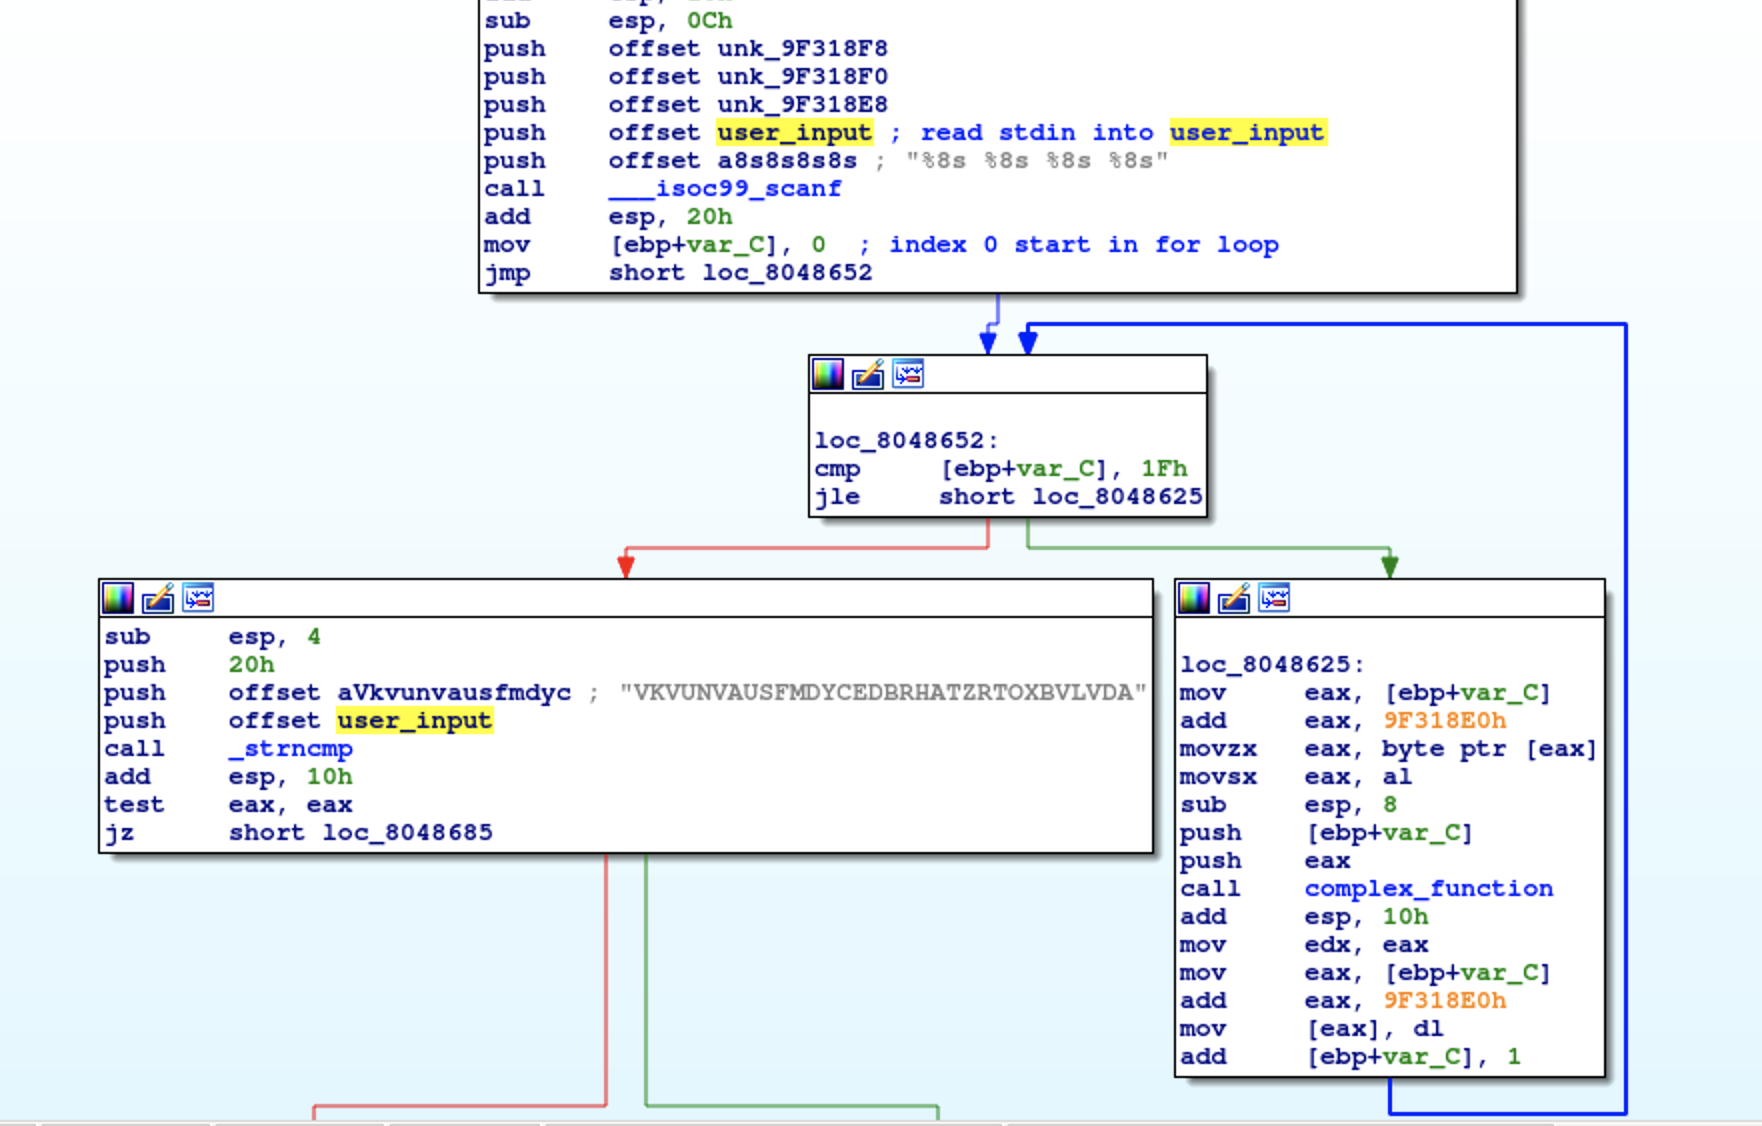 sub esp, 0Ch
push offset unk_9F318F8
push offset unk_9F318F0
push offset unk_9F318E8
push offset user_input ; read stdin into user_input
push offset a8s8s8s8s ; "%8s %8s %8s %8s"
call ___isoc99_scanf
add esp, 20h
mov [ebp+var_C], 0 ; index 0 start in for loop
jmp short loc_8048652
loc_8048652:
cmp [ebp+var_C], 1Fh
jle short loc_8048625
sub esp, 4
push 20h
push offset aVkvunvausfmdyc ; "VKVUNVAUSFMDYCEDBRHATZRTOXBVLVDA"
push offset user_input
call _strncmp
add esp, 10h
test eax, eax
jz short loc_8048685
loc_8048625:
mov eax, [ebp+var_C]
add eax, 9F318E0h
movzx eax, byte ptr [eax]
movsx eax, al
sub esp, 8
push [ebp+var_C]
push eax
call complex_function
add esp, 10h
mov edx, eax
mov eax, [ebp+var_C]
add eax, 9F318E0h
mov [eax], dl
add [ebp+var_C], 1